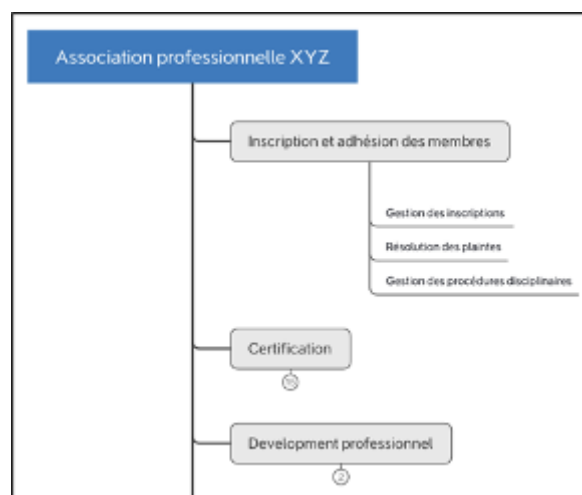 Association professionnelle XYZ
Inscription et adhésion des membres
Gestion des inscriptions
Résolution des plaintes
Gestion des procédures disciplinaires
Certification
Development professionnel
2